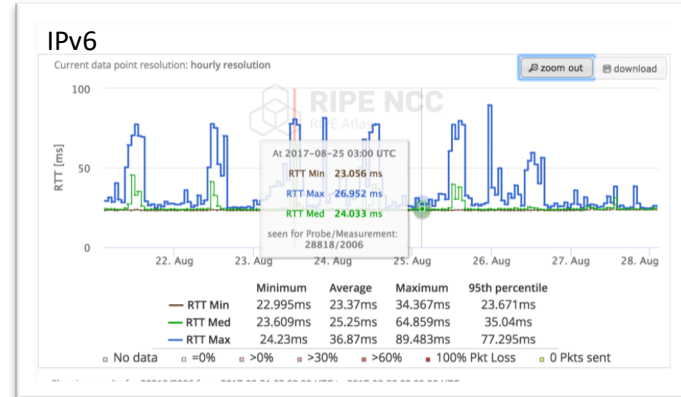 IPv6
Current data point resolution: hourly resolution
zoom out
download
100
RIPE NCC
RIPE Atlas
RTT [ms]
50
0
At 2017-08-25 03:00 UTC
RTT Min 23.056 ms
RTT Max 26.952 ms
RTT Med 24.033 ms
seen for Probe/Measurement:
28818/2006
22. Aug 23. Aug 24. Aug 25. Aug 26. Aug 27. Aug 28. Aug
Minimum Average Maximum 95th percentile
RTT Min 22.995ms 23.37ms 34.367ms 23.671ms
RTT Med 23.609ms 25.25ms 64.859ms 35.04ms
RTT Max 24.23ms 36.87ms 89.483ms 77.295ms
No data =0% >0% >30% >60% 100% Pkt Loss 0 Pkts sent